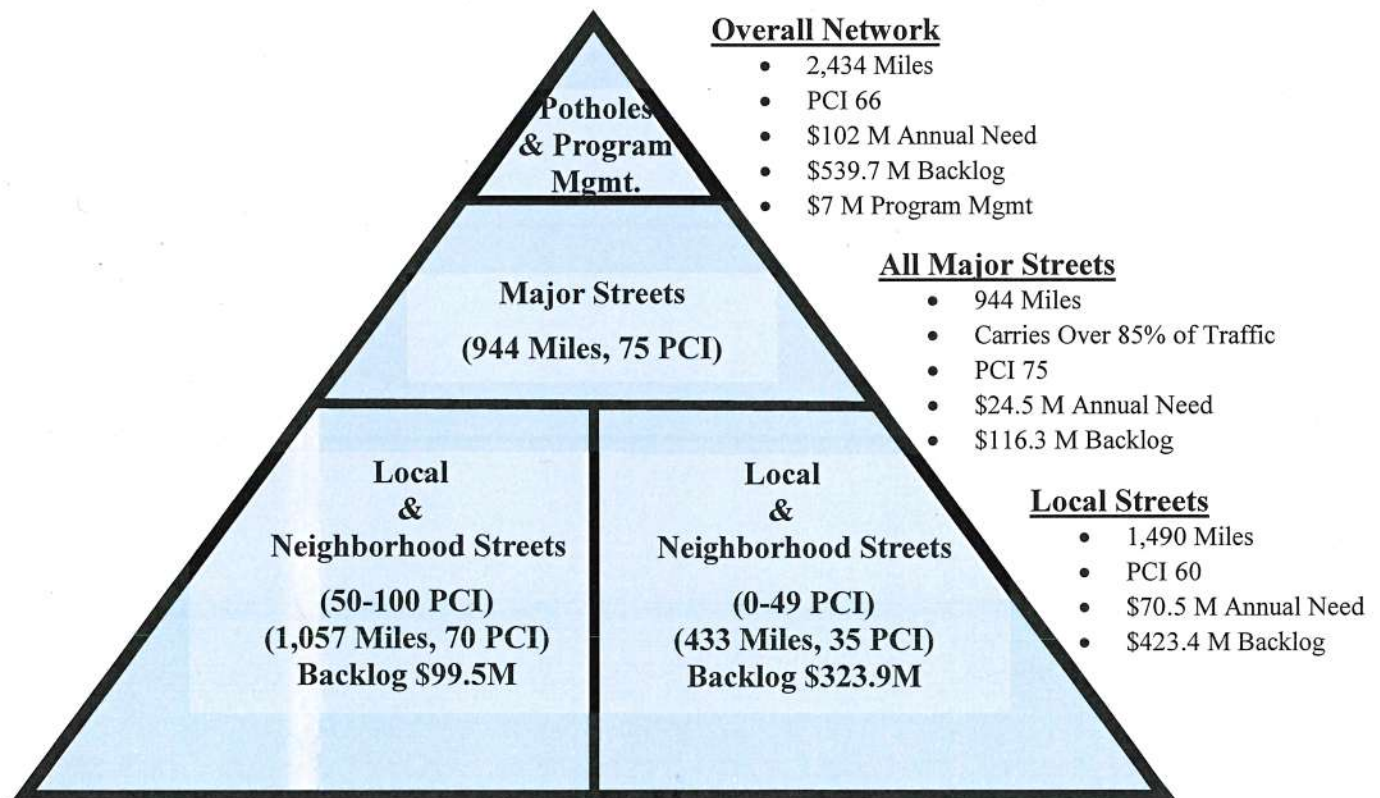 Potholes
& Program
Mgmt.
Major Streets
(944 Miles, 75 PCI)
Local
&
Neighborhood Streets
(50-100 PCI)
(1,057 Miles, 70 PCI)
Backlog $99.5M
Local
&
Neighborhood Streets
(0-49 PCI)
(433 Miles, 35 PCI)
Backlog $323.9M
Overall Network
• 2,434 Miles
• PCI 66
• $102 M Annual Need
• $539.7 M Backlog
• $7 M Program Mgmt
All Major Streets
• 944 Miles
• Carries Over 85% of Traffic
• PCI 75
• $24.5 M Annual Need
• $116.3 M Backlog
Local Streets
• 1,490 Miles
• PCI 60
• $70.5 M Annual Need
• $423.4 M Backlog